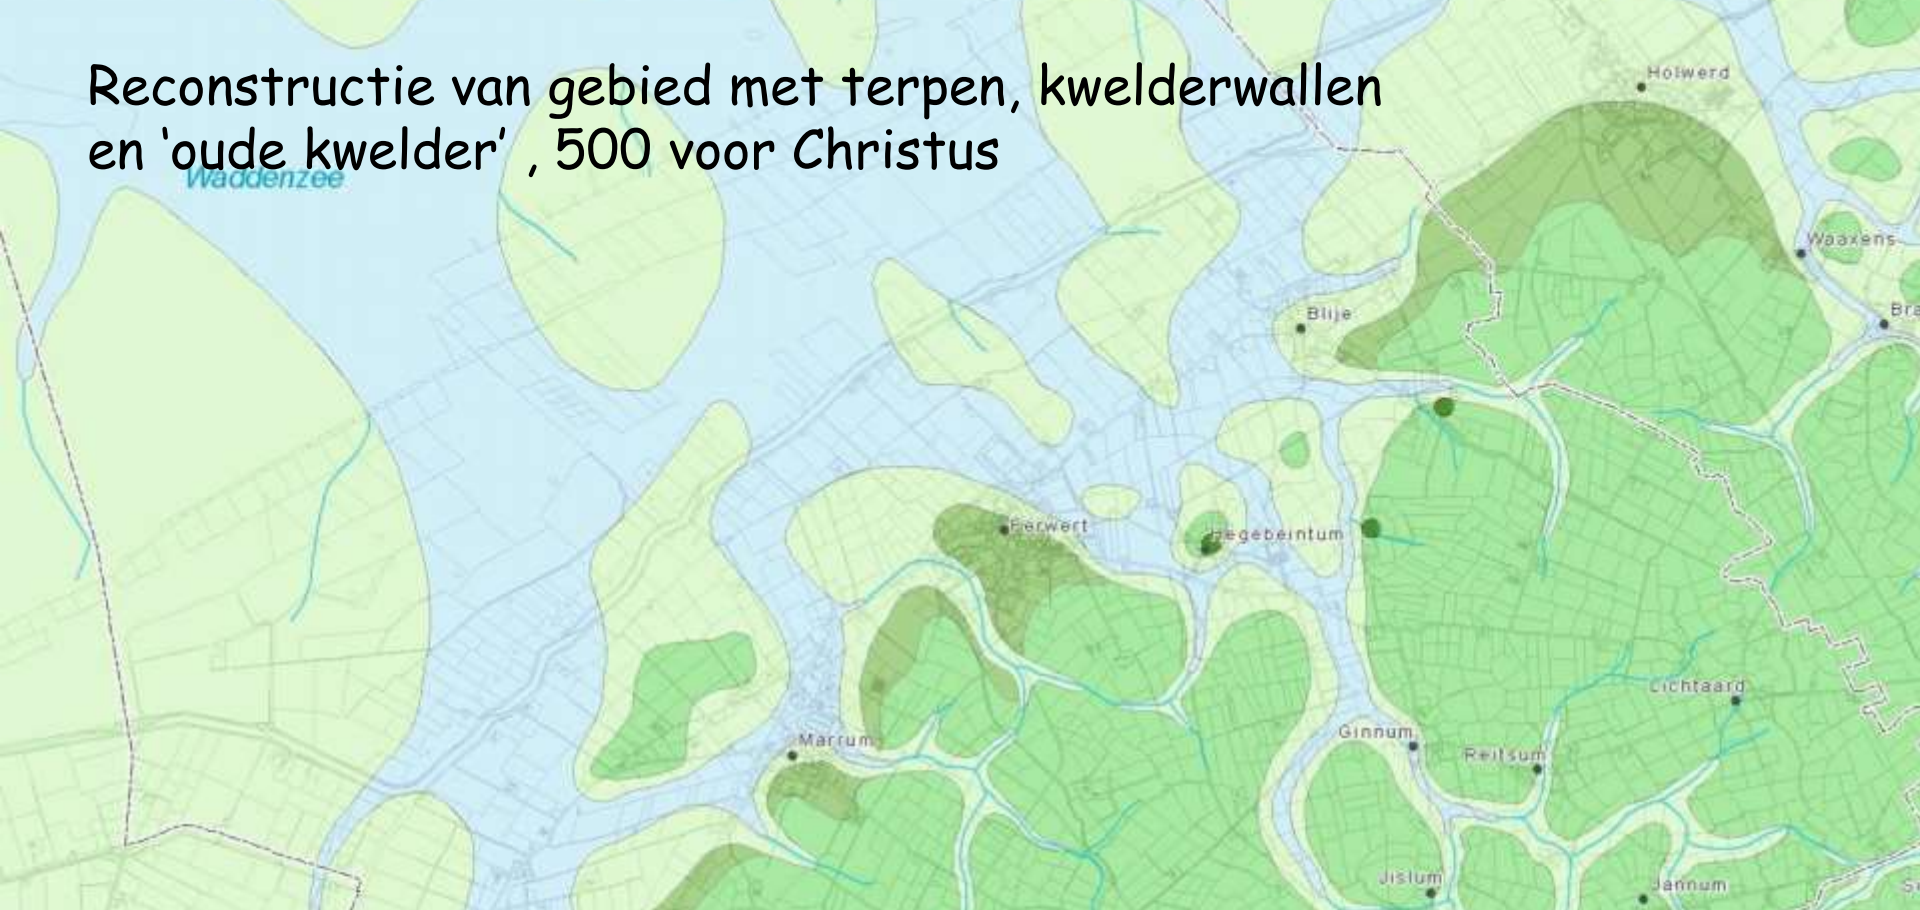 Reconstructie van gebied met terpen, kwelderwallen
en ‘oude kwelder’ , 500 voor Christus
Waddenzee
Holwerd
Waaxens
Blije
Bra
Ferwert
Hegebeintum
Lichtaard
Ginnum
Marrum
Reitsum
Jislum
Jannum